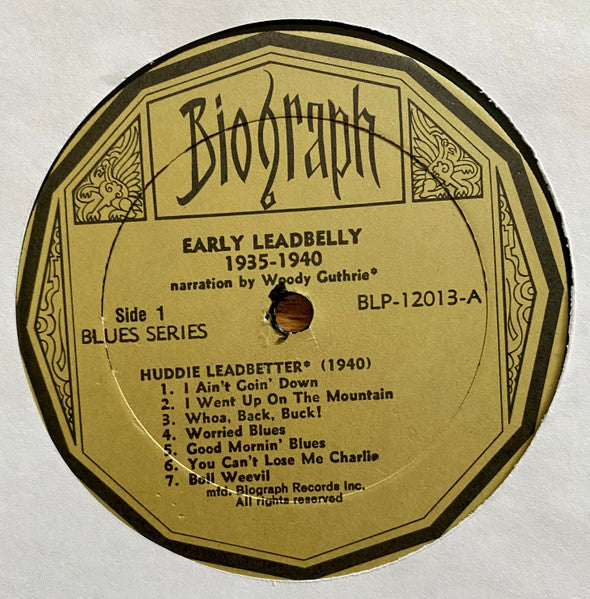 Biograph
EARLY LEADBELLY
1935-1940
narration by Woody Guthrie*
Side 1
BLP-12013-A
BLUES SERIES
HUDDIE LEADBETTER* (1940)
1. I Ain't Goin' Down
2. I Went Up On The Mountain
3. Whoa, Back, Buck!
4. Worried Blues
5. Good Mornin' Blues
6. You Can't Lose Me Charlie
7. Boll Weevil
mfd. Biograph Records Inc.
All rights reserved